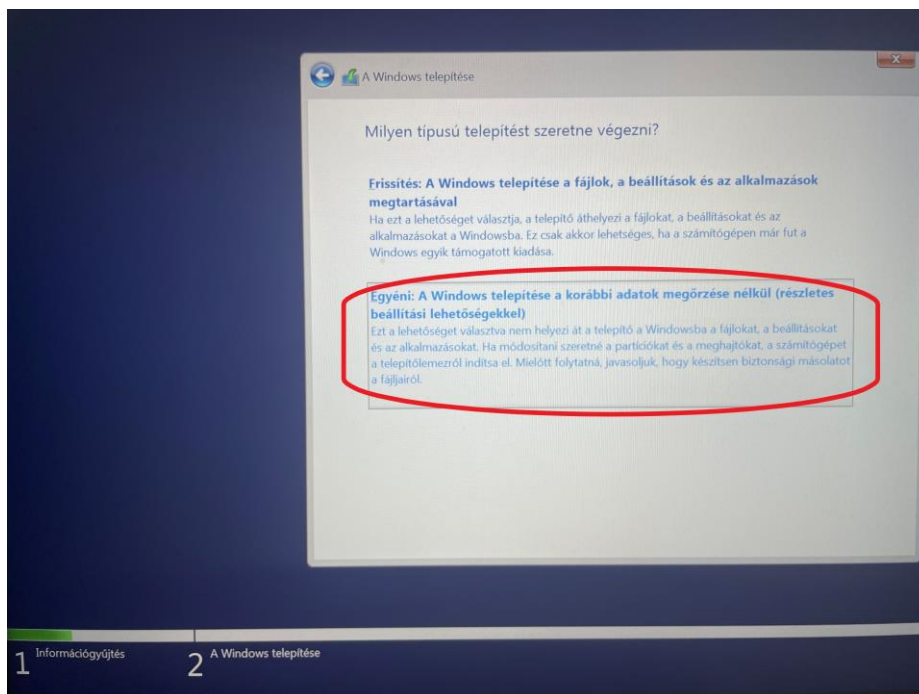 A Windows telepítése
Milyen típusú telepítést szeretne végezni?
Frissítés: A Windows telepítése a fájlok, a beállítások és az alkalmazások
megtartásával
Ha ezt a lehetőséget választja, a telepítő áthelyezi a fájlokat, a beállításokat és az
alkalmazásokat a Windowsba. Ez csak akkor lehetséges, ha a számítógépen már fut a
Windows egyik támogatott kiadása.
Egyéni: A Windows telepítése a korábbi adatok megőrzése nélkül (részletes
beállítási lehetőségekkel)
Ezt a lehetőséget választva nem helyezi át a telepítő a Windowsba a fájlokat, a beállításokat
és az alkalmazásokat. Ha módosítani szeretné a partíciókat és a meghajtókat, a számítógépet
a telepítőlemezről indítsa el. Mielőtt folytatná, javasoljuk, hogy készítsen biztonsági másolatot
a fájljairól.
1 Információgyűjtés
2 A Windows telepítése